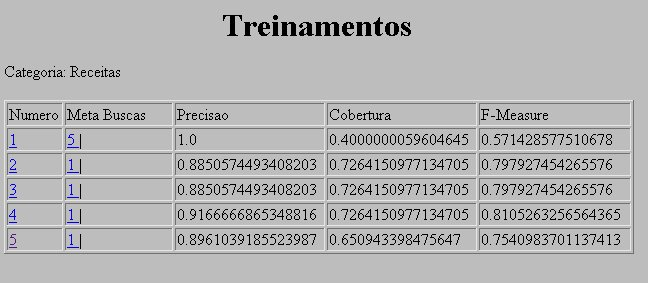 Treinamentos
Categoria: Receitas
Numero Meta Buscas Precisao Cobertura F-Measure
1 5 | 1.0 0.4000000059604645 0.571428577510678
2 1 | 0.8850574493408203 0.7264150977134705 0.797927454265576
3 1 | 0.8850574493408203 0.7264150977134705 0.797927454265576
4 1 | 0.9166666865348816 0.7264150977134705 0.8105263256564365
5 1 | 0.8961039185523987 0.650943398475647 0.7540983701137413